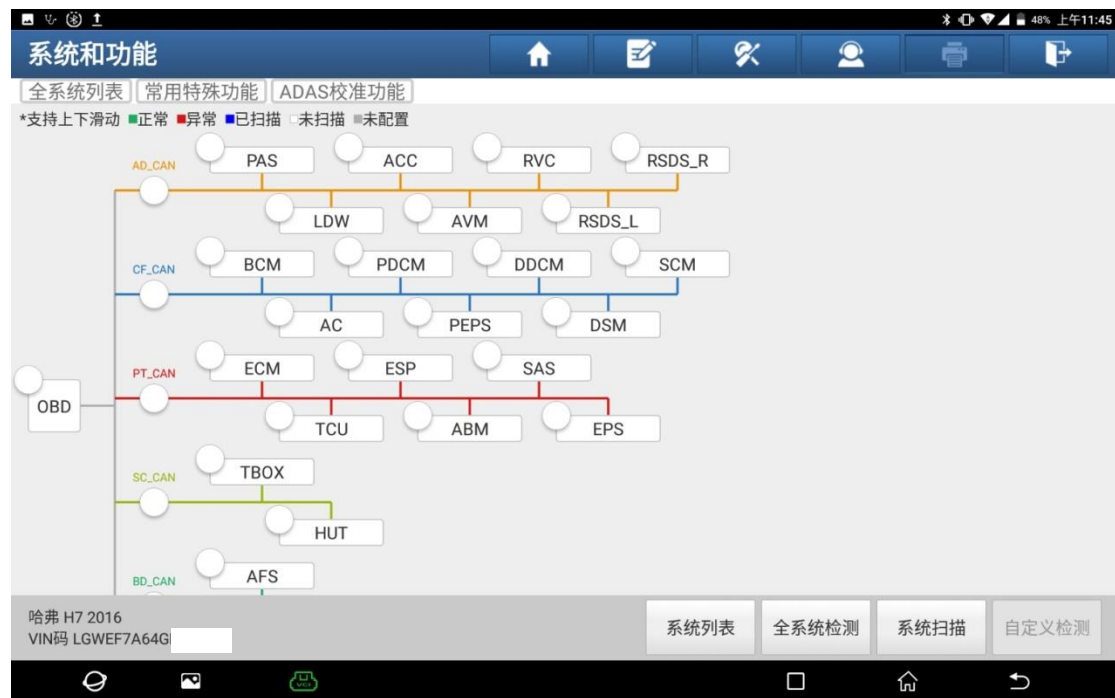 48% 上午11:45
系统和功能
全系统列表 常用特殊功能 ADAS校准功能
*支持上下滑动 正常 异常 已扫描 未扫描 未配置
AD_CAN PAS ACC RVC RSDS_R
LDW AVM RSDS_L
CF_CAN BCM PDCM DDCM SCM
AC PEPS DSM
PT_CAN ECM ESP SAS
OBD
TCU ABM EPS
SC_CAN TBOX
HUT
BD_CAN AFS
哈弗 H7 2016
VIN码 LGWEF7A64G
系统列表 全系统检测 系统扫描 自定义检测
VCI